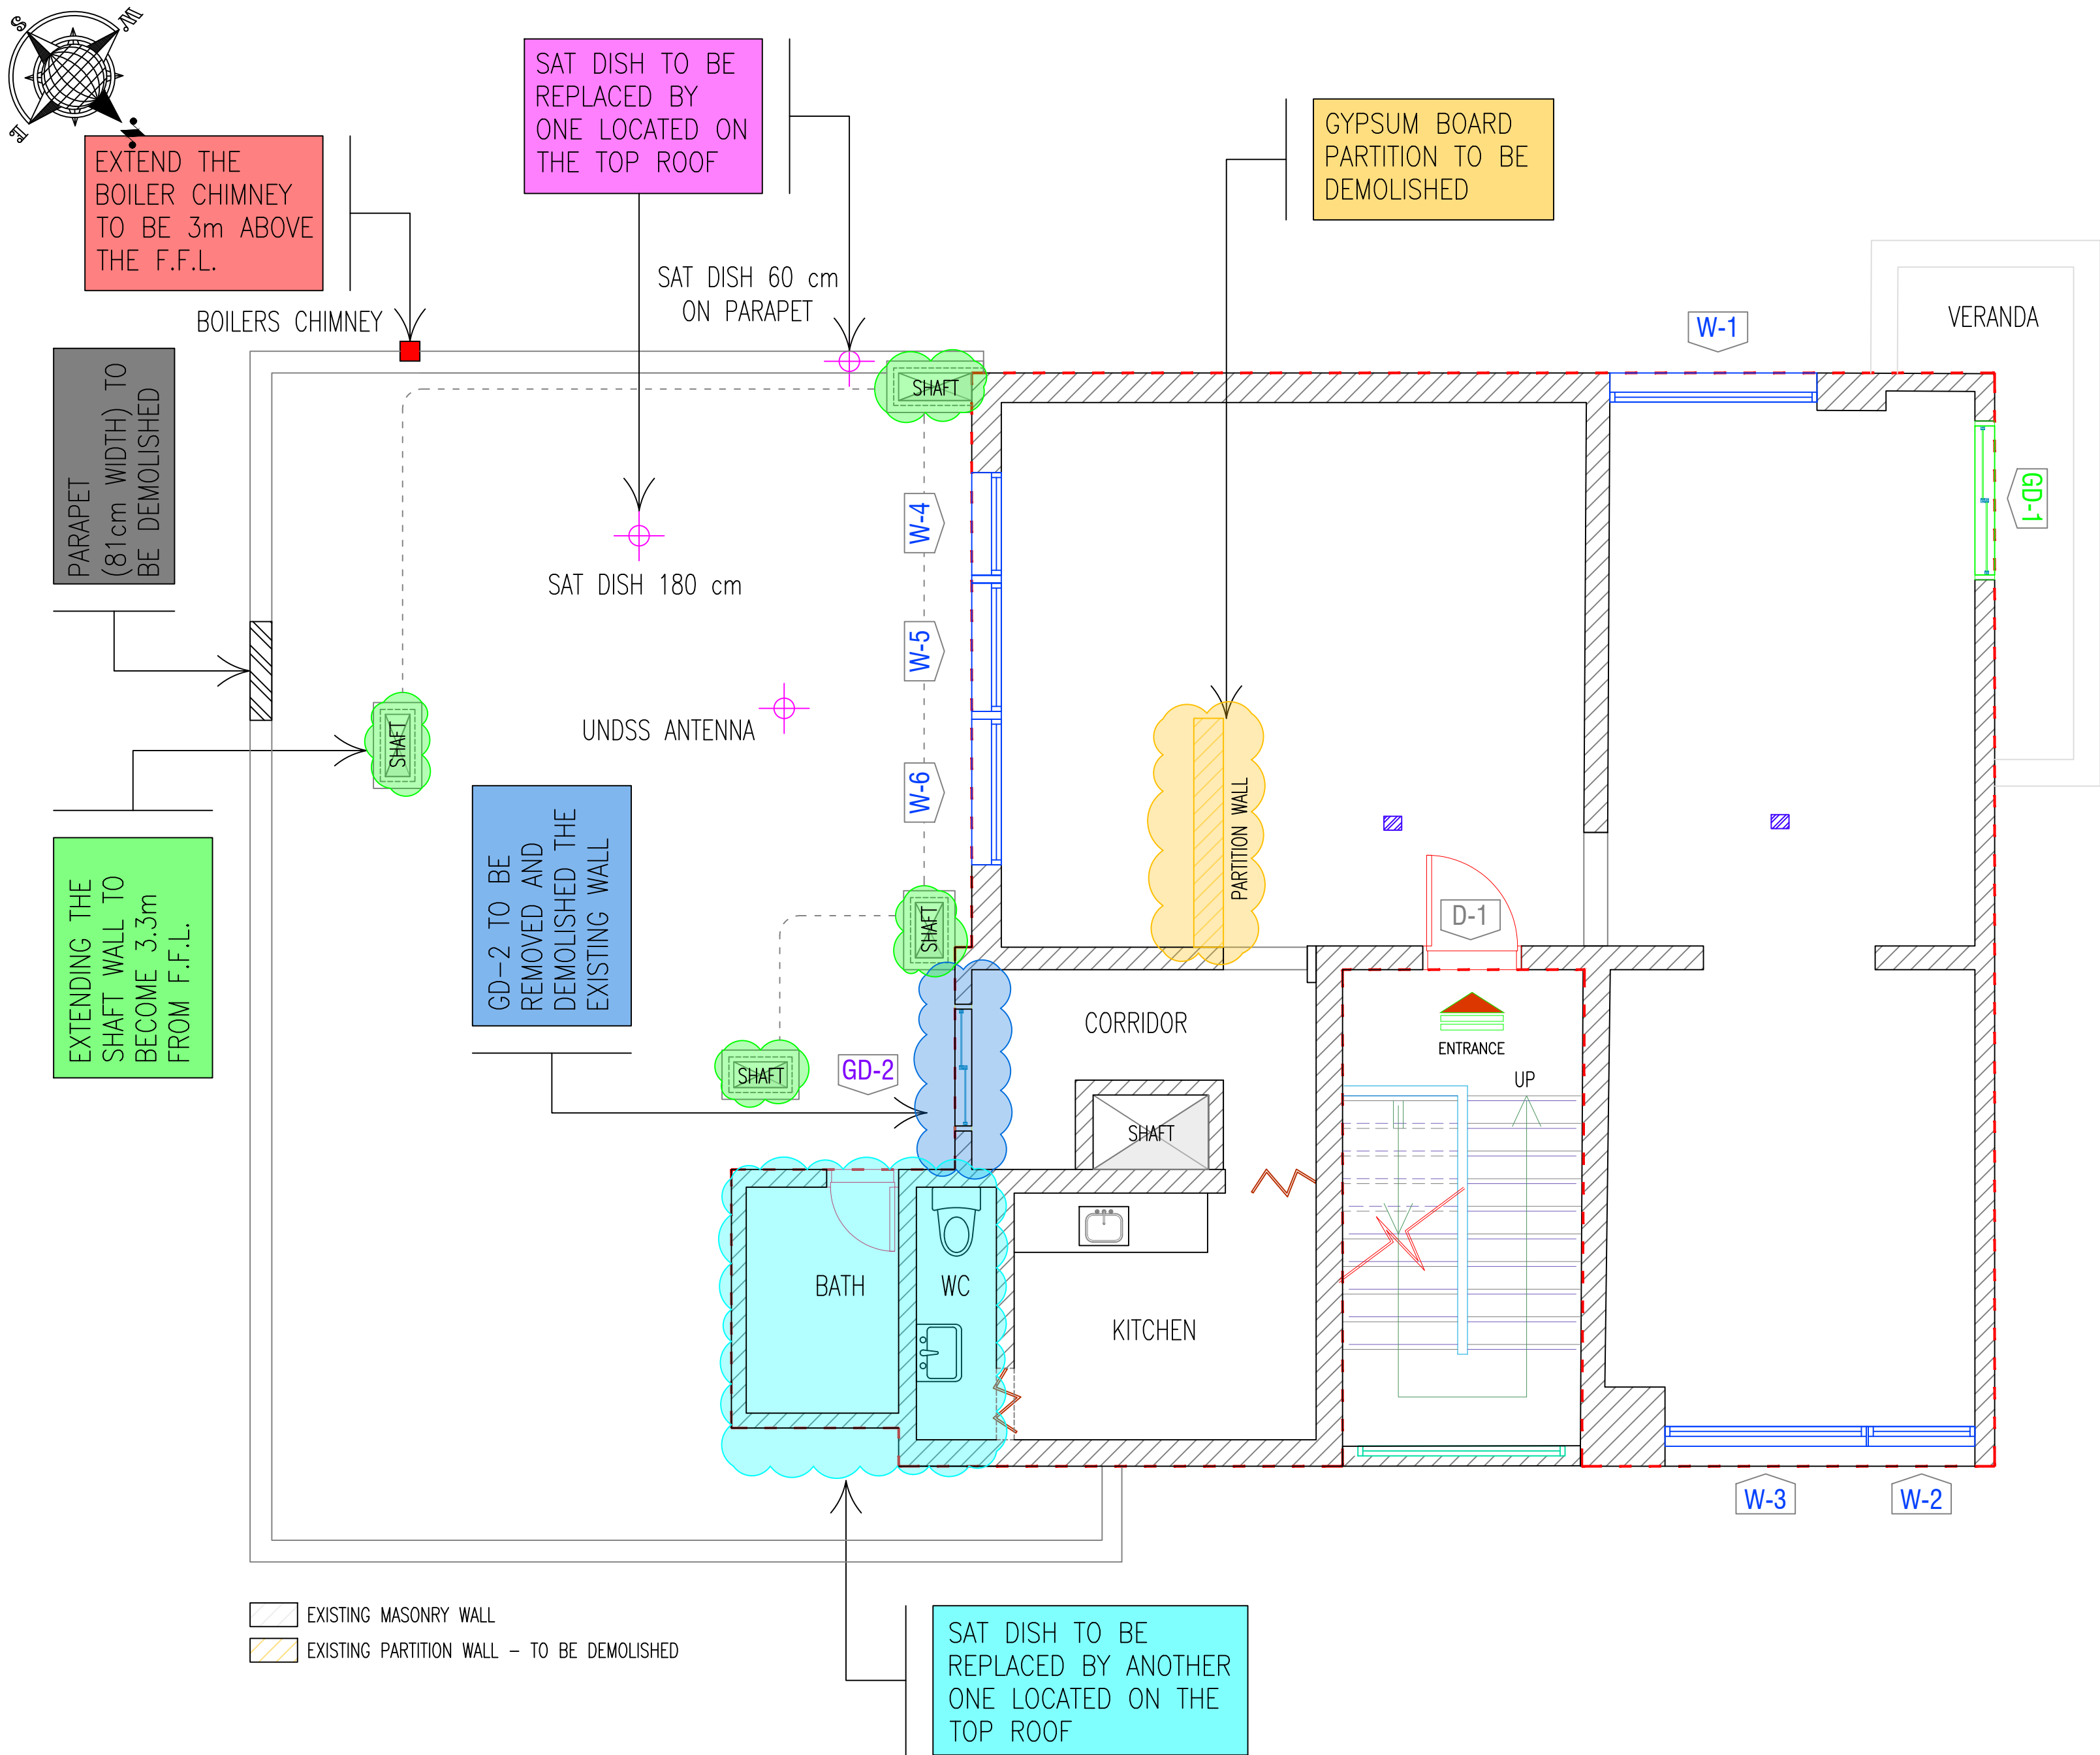 S
W.
N.
E
EXTEND THE
BOILER CHIMNEY
TO BE 3m ABOVE
THE F.F.L.
BOILERS CHIMNEY
SAT DISH TO BE
REPLACED BY
ONE LOCATED ON
THE TOP ROOF
SAT DISH 60 cm
ON PARAPET
GYPSUM BOARD
PARTITION TO BE
DEMOLISHED
VERANDA
W-1
GD-1
PARAPET
(81cm WIDTH) TO
BE DEMOLISHED
SHAFT
W-4
SAT DISH 180 cm
W-5
UNDSS ANTENNA
SHAFT
W-6
PARTITION WALL
EXTENDING THE
SHAFT WALL TO
BECOME 3.3m
FROM F.F.L.
GD-2 TO BE
REMOVED AND
DEMOLISHED THE
EXISTING WALL
SHAFT
D-1
CORRIDOR
ENTRANCE
UP
SHAFT
GD-2
SHAFT
BATH
WC
KITCHEN
W-3
W-2
EXISTING MASONRY WALL
EXISTING PARTITION WALL - TO BE DEMOLISHED
SAT DISH TO BE
REPLACED BY ANOTHER
ONE LOCATED ON THE
TOP ROOF